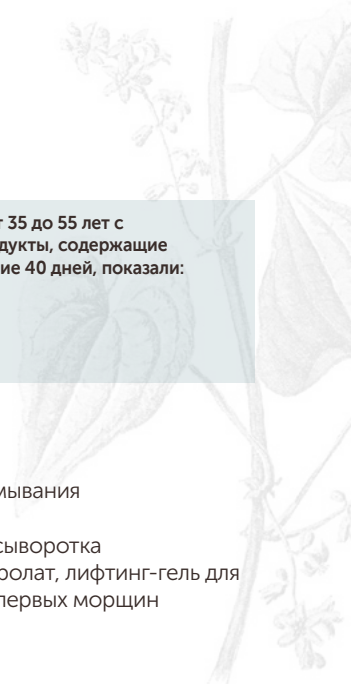 т 35 до 55 лет с
дукты, содержащие
ие 40 дней, показали:
мывания
сыворотка
ролат, лифтинг-гель для
первых морщин